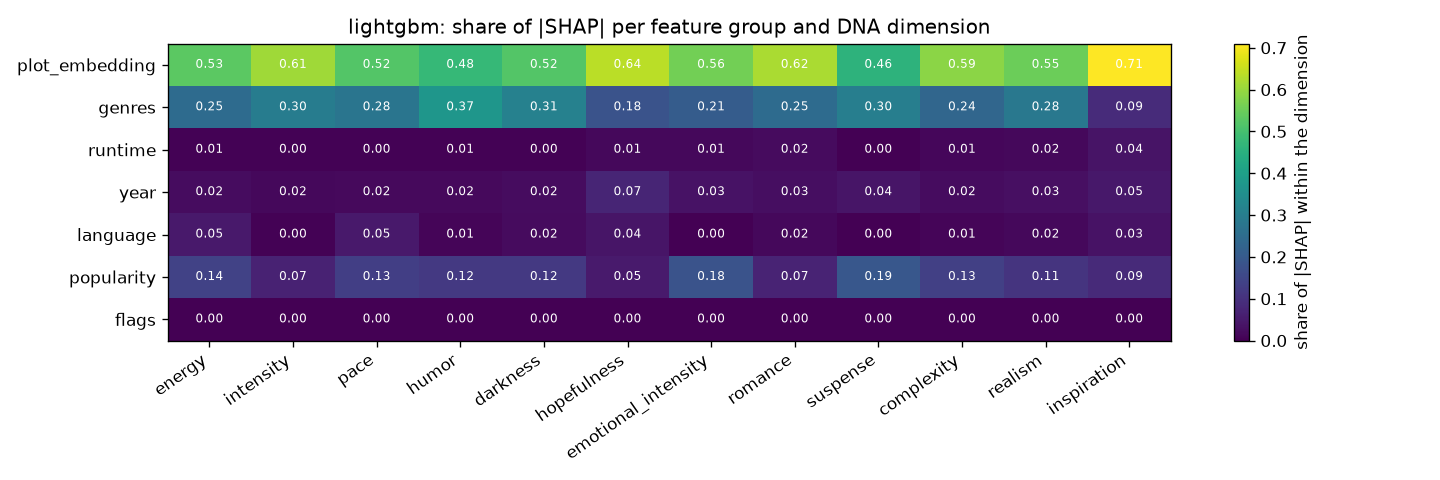 lightgbm: share of |SHAP| per feature group and DNA dimension
plot_embedding 0.53 0.61 0.52 0.48 0.52 0.64 0.56 0.62 0.46 0.59 0.55 0.71
genres 0.25 0.30 0.28 0.37 0.31 0.18 0.21 0.25 0.30 0.24 0.28 0.09
runtime 0.01 0.00 0.00 0.01 0.00 0.01 0.01 0.02 0.00 0.01 0.02 0.04
year 0.02 0.02 0.02 0.02 0.02 0.07 0.03 0.03 0.04 0.02 0.03 0.05
language 0.05 0.00 0.05 0.01 0.02 0.04 0.00 0.02 0.00 0.01 0.02 0.03
popularity 0.14 0.07 0.13 0.12 0.12 0.05 0.18 0.07 0.19 0.13 0.11 0.09
flags 0.00 0.00 0.00 0.00 0.00 0.00 0.00 0.00 0.00 0.00 0.00 0.00
energy
intensity
pace
humor
darkness
hopefulness
emotional_intensity
romance
suspense
complexity
realism
inspiration
0.7
0.6
0.5
0.4
0.3
0.2
0.1
0.0
share of |SHAP| within the dimension